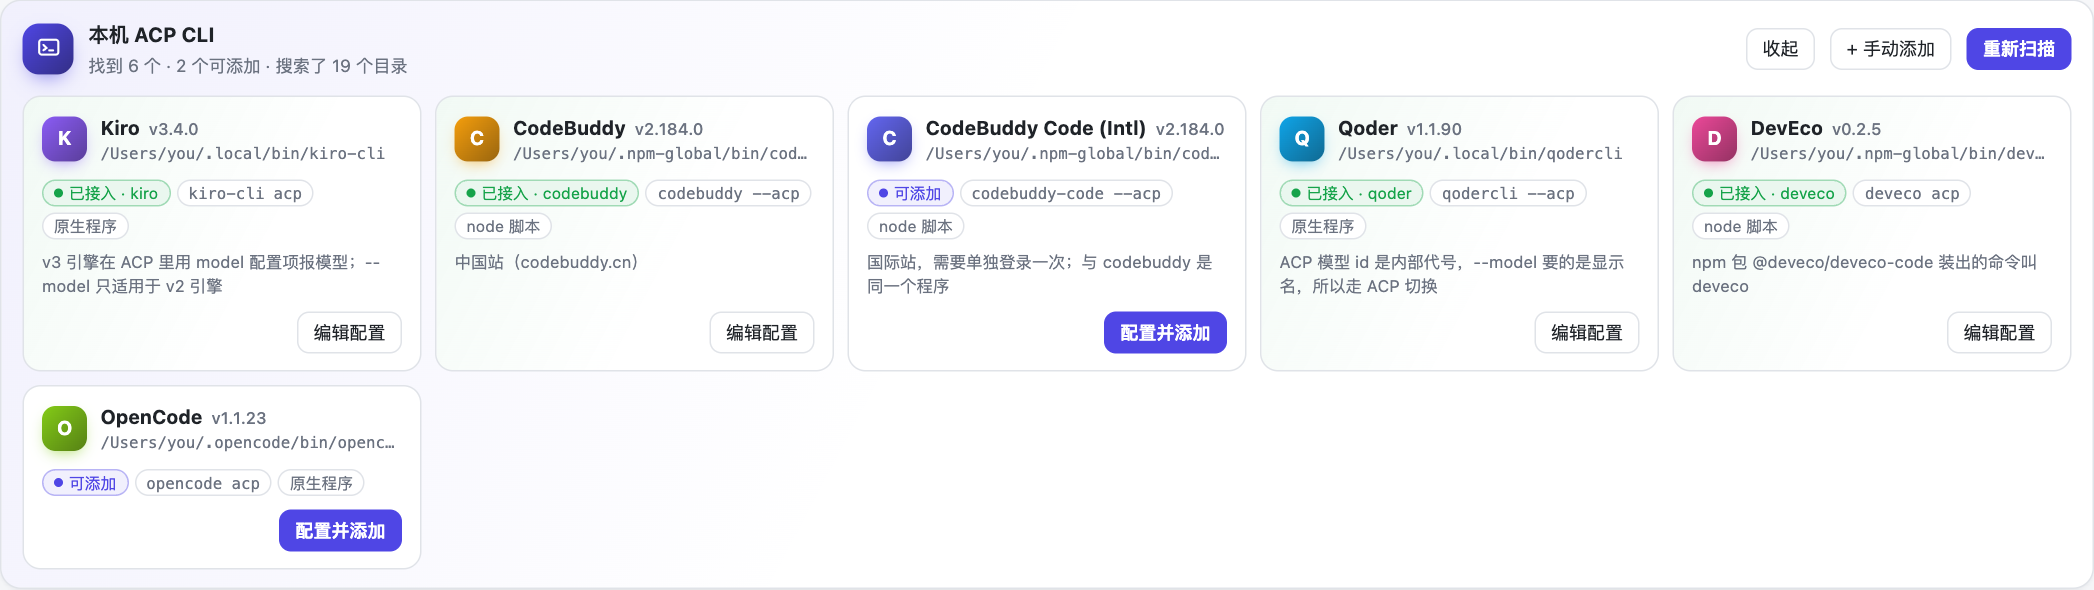 本机 ACP CLI
找到 6 个 · 2 个可添加 · 搜索了 19 个目录
收起
+ 手动添加
重新扫描
K
Kiro v3.4.0
/Users/you/.local/bin/kiro-cli
已接入 · kiro
kiro-cli acp
原生程序
v3 引擎在 ACP 里用 model 配置项报模型；--
model 只适用于 v2 引擎
编辑配置
C
CodeBuddy v2.184.0
/Users/you/.npm-global/bin/cod…
已接入 · codebuddy
codebuddy --acp
node 脚本
中国站（codebuddy.cn）
编辑配置
C
CodeBuddy Code (Intl) v2.184.0
/Users/you/.npm-global/bin/cod…
可添加
codebuddy-code --acp
node 脚本
国际站，需要单独登录一次；与 codebuddy 是
同一个程序
配置并添加
Q
Qoder v1.1.90
/Users/you/.local/bin/qodercli
已接入 · qoder
qodercli --acp
原生程序
ACP 模型 id 是内部代号，--model 要的是显示
名，所以走 ACP 切换
编辑配置
D
DevEco v0.2.5
/Users/you/.npm-global/bin/dev…
已接入 · deveco
deveco acp
node 脚本
npm 包 @deveco/deveco-code 装出的命令叫
deveco
编辑配置
O
OpenCode v1.1.23
/Users/you/.opencode/bin/openc…
可添加
opencode acp
原生程序
配置并添加